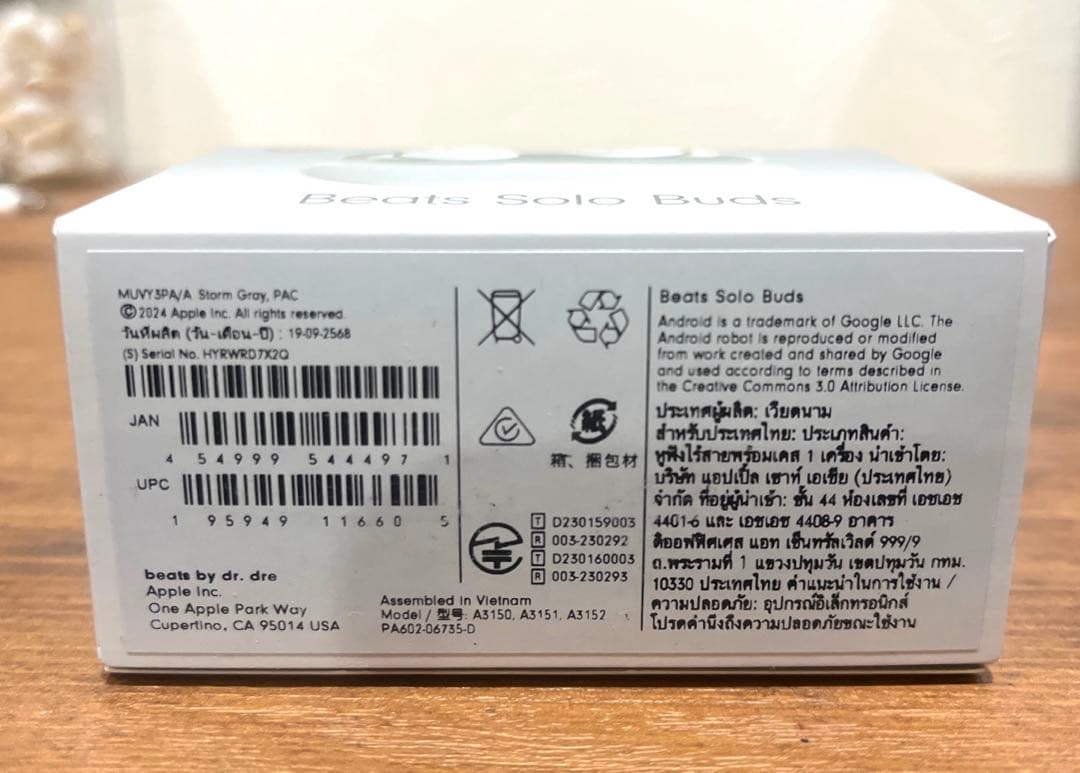 Beats Solo Buds
MUVY3PA/A Storm Gray, PAC
©2024 Apple Inc. All rights reserved.
วันที่ผลิต (วัน-เดือน-ปี) : 19-09-2568
(S) Serial No. HYRWRD7X2Q
JAN
4 54999 544497 1
UPC
1 95949 11660 5
beats by dr. dre
Apple Inc.
One Apple Park Way
Cupertino, CA 95014 USA
紙
箱、捆包材
T D230159003
R 003-230292
T D230160003
R 003-230293
Assembled in Vietnam
Model / 型号: A3150, A3151, A3152
PA602-06735-D
Beats Solo Buds
Android is a trademark of Google LLC. The
Android robot is reproduced or modified
from work created and shared by Google
and used according to terms described in
the Creative Commons 3.0 Attribution License.
ประเทศผู้ผลิต: เวียดนาม
สำหรับประเทศไทย: ประเภทสินค้า:
หูฟังไร้สายพร้อมเคส 1 เครื่อง นำเข้าโดย:
บริษัท แอปเปิ้ล เซาท์ เอเชีย (ประเทศไทย)
จำกัด ที่อยู่ผู้นำเข้า: ชั้น 44 ห้องเลขที่ เอชเอช
4401-6 และ เอชเอช 4408-9 อาคาร
ดิออฟฟิศเศส แอท เซ็นทรัลเวิลด์ 999/9
ถ.พระรามที่ 1 แขวงปทุมวัน เขตปทุมวัน กทม.
10330 ประเทศไทย คำแนะนำในการใช้งาน /
ความปลอดภัย: อุปกรณ์อิเล็กทรอนิกส์
โปรดคำนึงถึงความปลอดภัยขณะใช้งาน